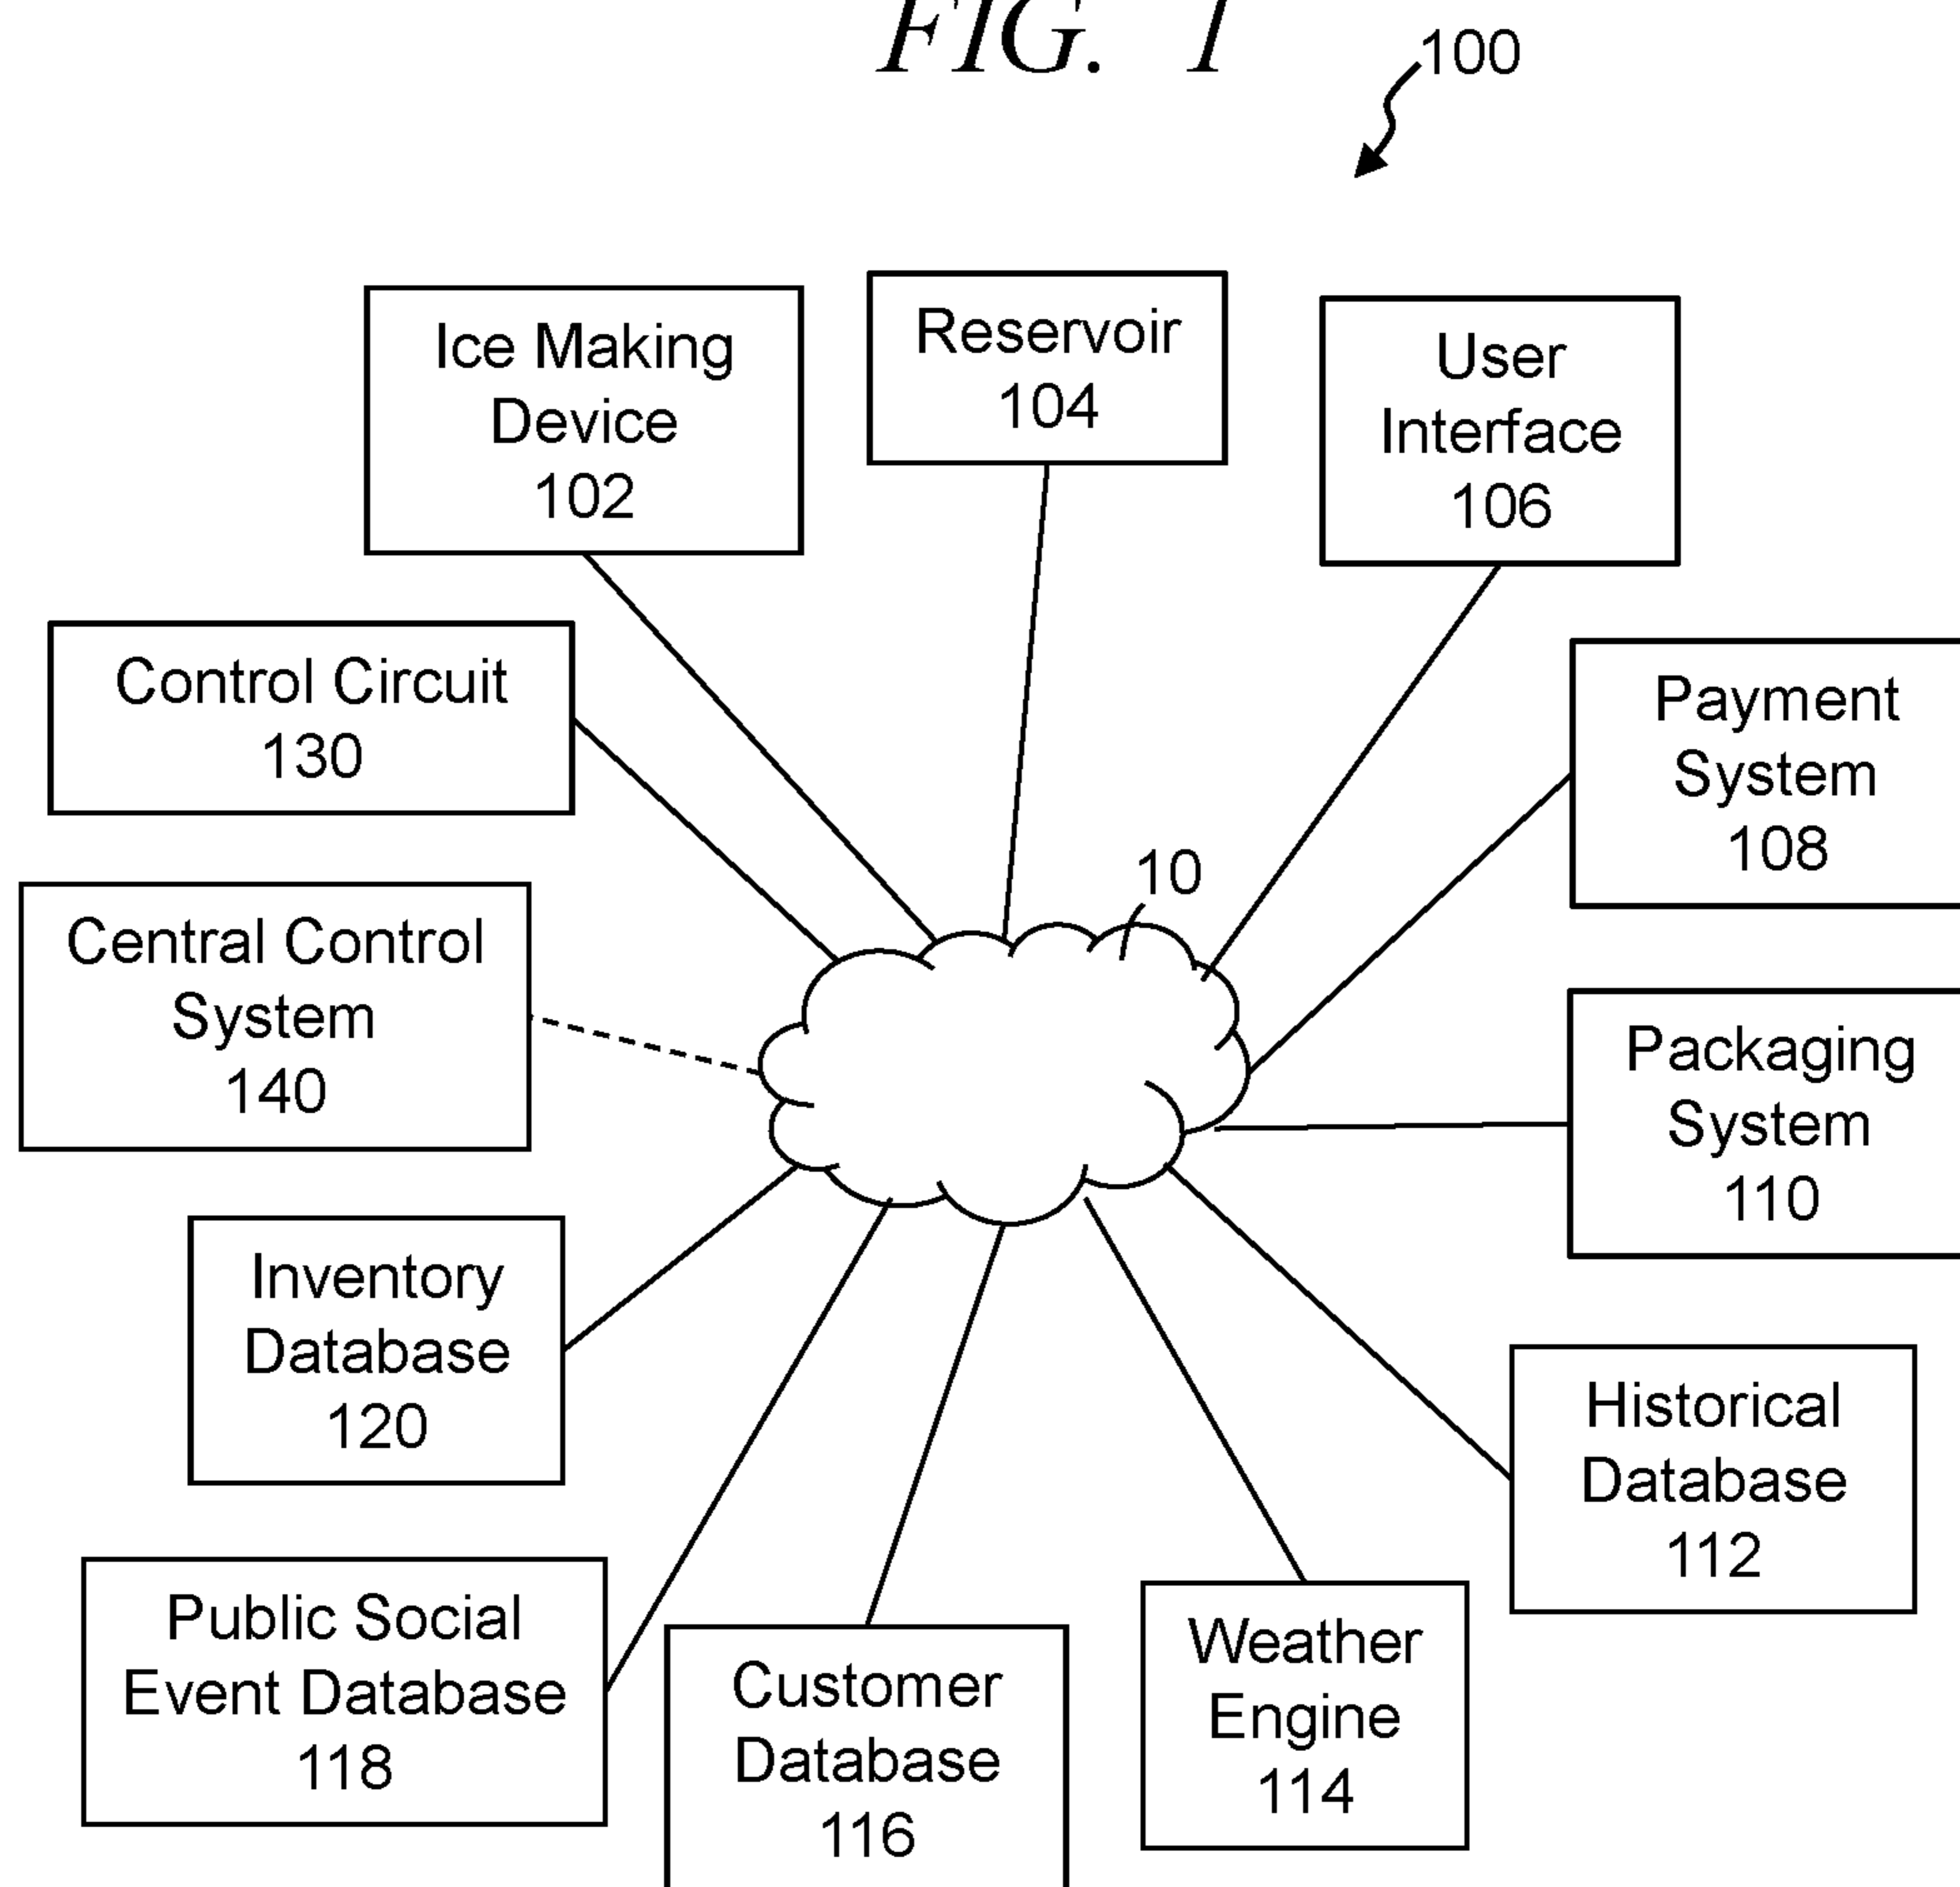 FIG. 1
100
Ice Making
Device
102
Reservoir
104
User
Interface
106
Control Circuit
130
Payment
System
108
10
Central Control
System
140
Packaging
System
110
Inventory
Database
120
Historical
Database
112
Public Social
Event Database
118
Customer
Database
116
Weather
Engine
114